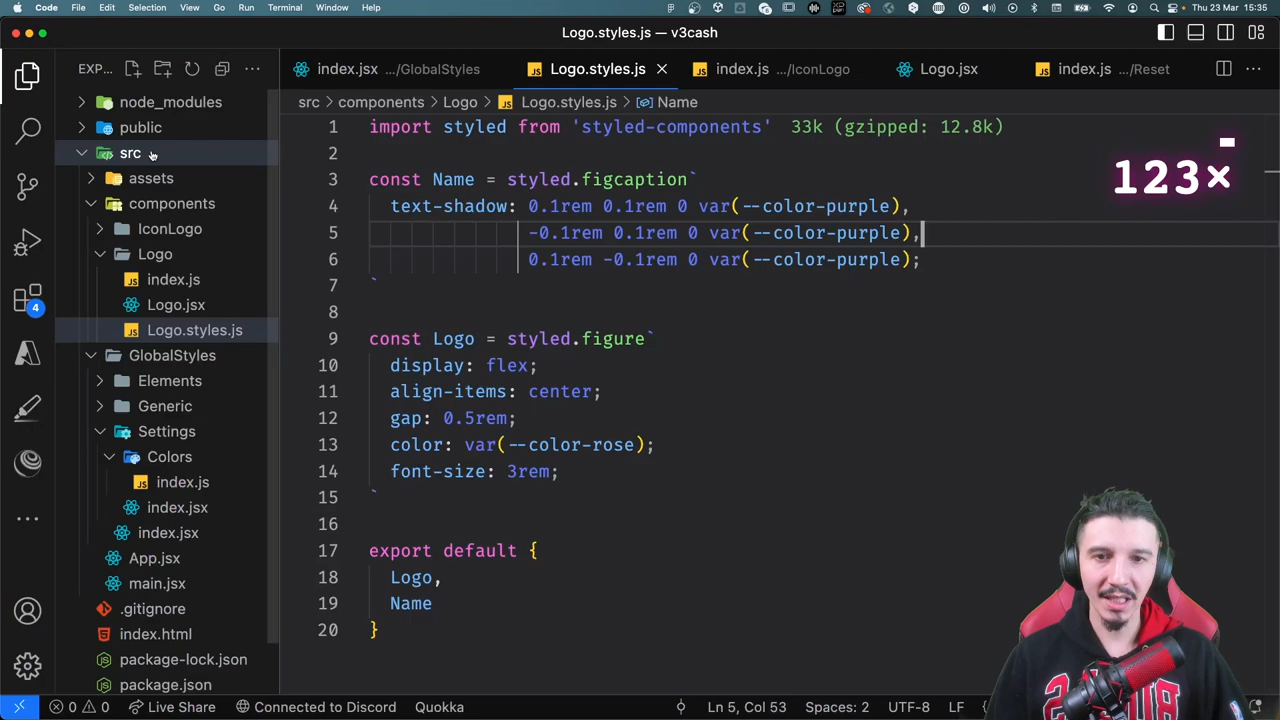 Code File Edit Selection View Go Run Terminal Window Help Thu 23 Mar 15:35
Logo.styles.js — v3cash
EXP...
index.jsx .../GlobalStyles
Logo.styles.js
index.js .../IconLogo
Logo.jsx
index.js .../Reset
src > components > Logo > Logo.styles.js > Name
node_modules
public
src
assets
components
IconLogo
Logo
index.js
Logo.jsx
Logo.styles.js
GlobalStyles
Elements
Generic
Settings
Colors
index.js
index.jsx
index.jsx
App.jsx
main.jsx
.gitignore
index.html
package-lock.json
package.json
4
1 import styled from 'styled-components' 33k (gzipped: 12.8k)
2
3 const Name = styled.figcaption`
4 text-shadow: 0.1rem 0.1rem 0 var(--color-purple),
5 -0.1rem 0.1rem 0 var(--color-purple),
6 0.1rem -0.1rem 0 var(--color-purple);
7 `
8
9 const Logo = styled.figure`
10 display: flex;
11 align-items: center;
12 gap: 0.5rem;
13 color: var(--color-rose);
14 font-size: 3rem;
15 `
16
17 export default {
18 Logo,
19 Name
20 }
123×
0 0 Live Share Connected to Discord Quokka Ln 5, Col 53 Spaces: 2 UTF-8 LF